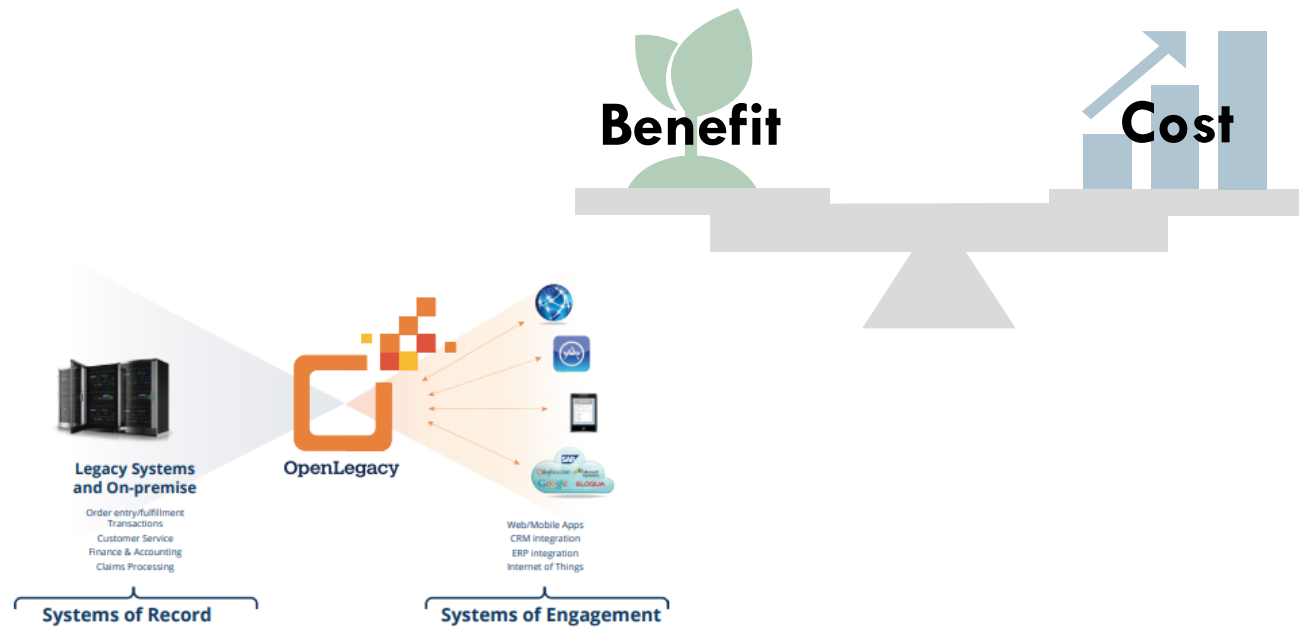 Benefit
Cost
OpenLegacy
SAP
Google
ELOQUA
Legacy Systems
and On-premise
Order entry/fulfillment
Transactions
Customer Service
Finance & Accounting
Claims Processing
Web/Mobile Apps
CRM integration
ERP integration
Internet of Things
Systems of Record
Systems of Engagement